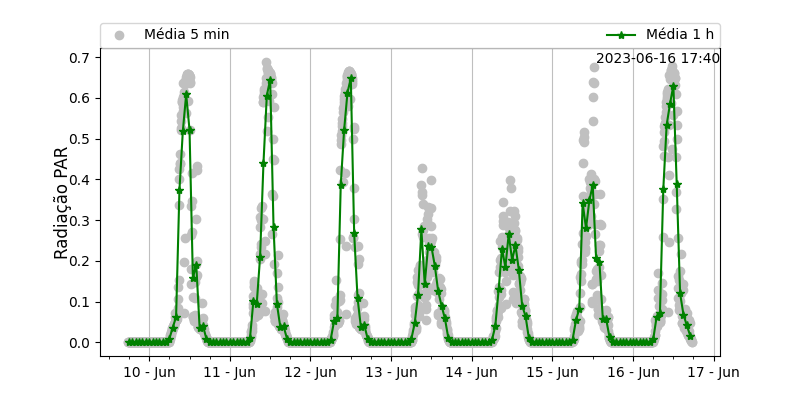 Média 5 min
Média 1 h
2023-06-16 17:40
Radiação PAR
0.7
0.6
0.5
0.4
0.3
0.2
0.1
0.0
10 - Jun
11 - Jun
12 - Jun
13 - Jun
14 - Jun
15 - Jun
16 - Jun
17 - Jun